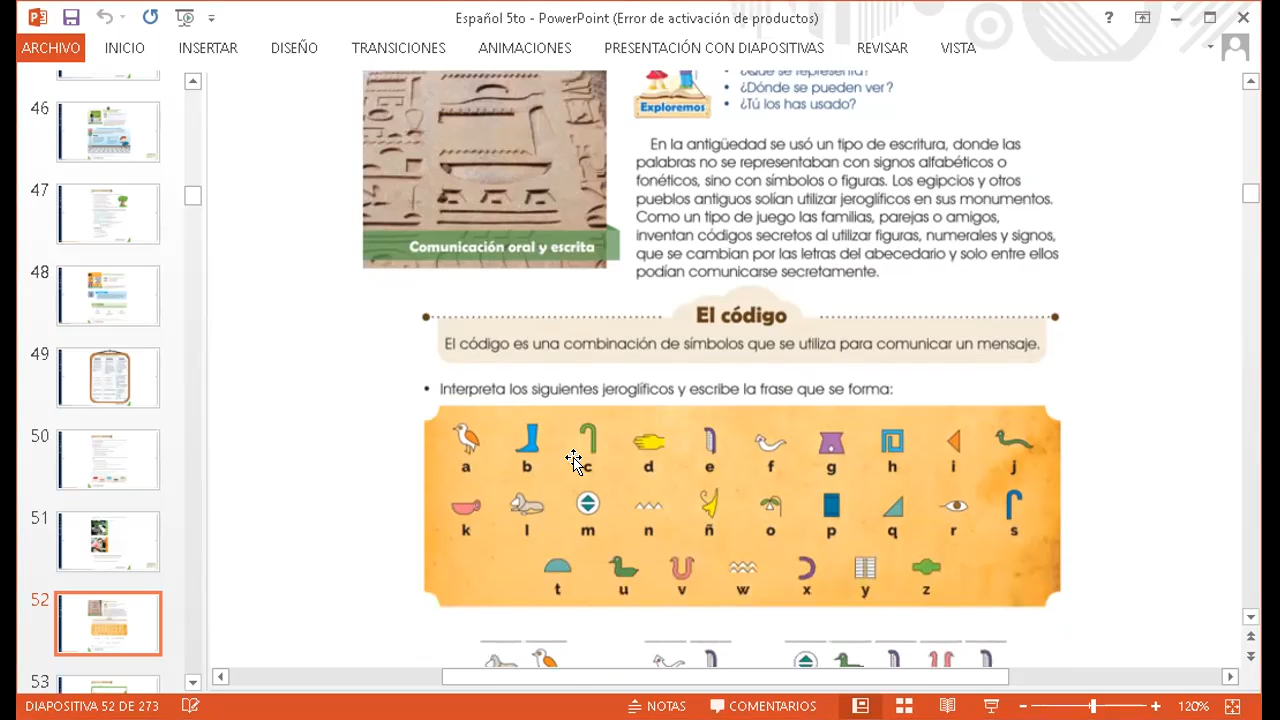 Español 5to - PowerPoint (Error de activación de productos)
?
ARCHIVO INICIO INSERTAR DISEÑO TRANSICIONES ANIMACIONES PRESENTACIÓN CON DIAPOSITIVAS REVISAR VISTA
46
47
48
49
50
51
52
53
• ¿Qué se representa?
• ¿Dónde se pueden ver?
• ¿Tú los has usado?
Exploremos
Comunicación oral y escrita
En la antigüedad se usó un tipo de escritura, donde las
palabras no se representaban con signos alfabéticos o
fonéticos, sino con símbolos o figuras. Los egipcios y otros
pueblos antiguos solían utilizar jeroglíficos en sus monumentos.
Como un tipo de juego las familias, parejas o amigos,
inventan códigos secretos al utilizar figuras, numerales y signos,
que se cambian por las letras del abecedario y solo entre ellos
podían comunicarse secretamente.
El código
El código es una combinación de símbolos que se utiliza para comunicar un mensaje.
• Interpreta los siguientes jeroglíficos y escribe la frase que se forma:
a b c d e f g h i j
k l m n ñ o p q r s
t u v w x y z
DIAPOSITIVA 52 DE 273
NOTAS
COMENTARIOS
120%